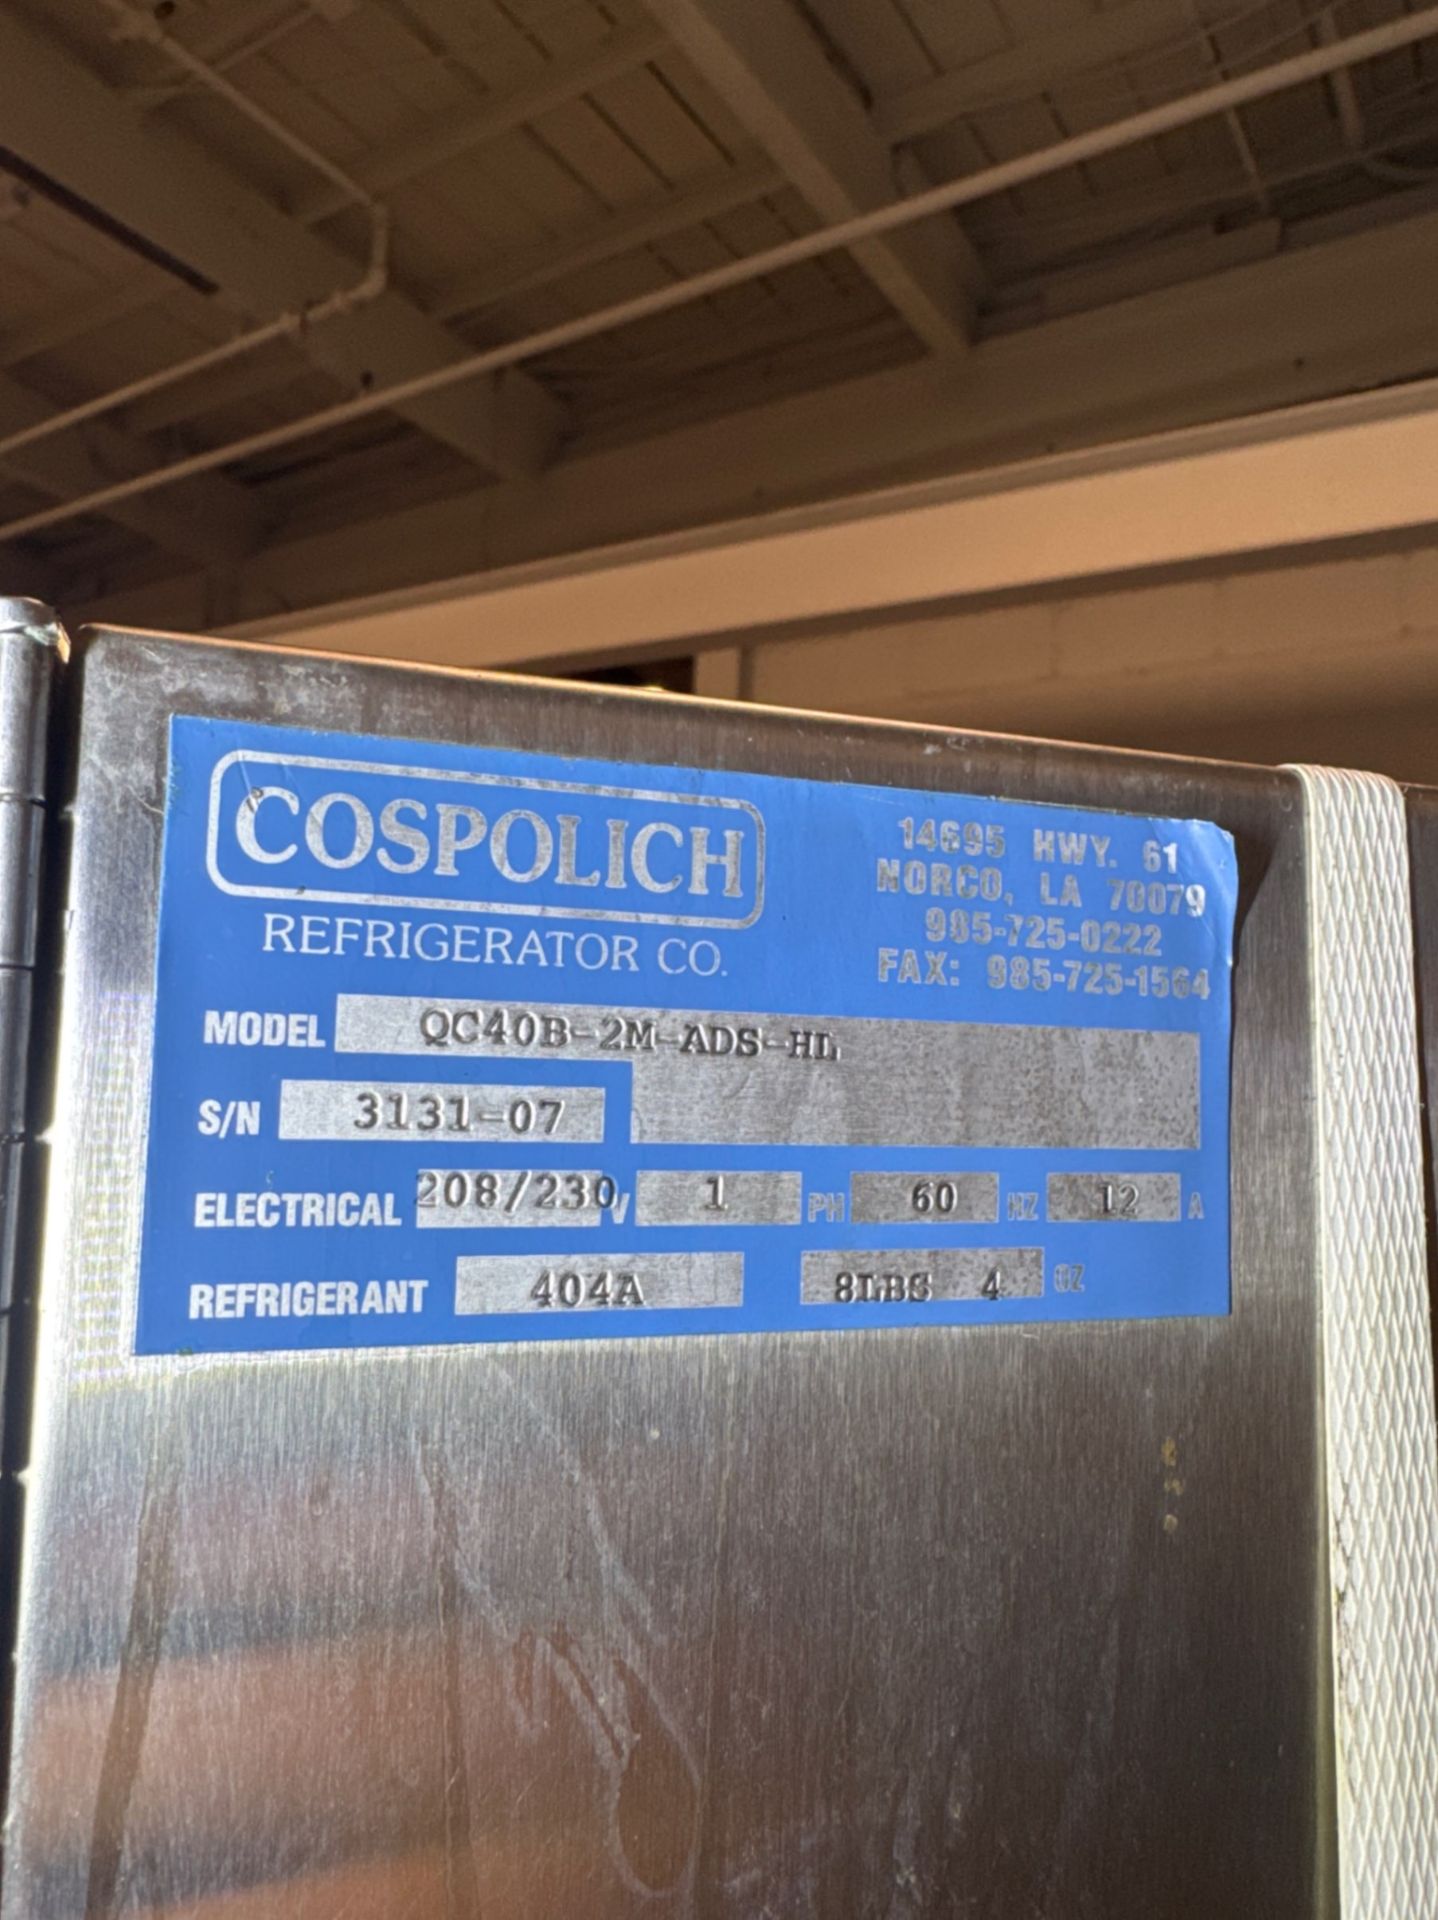 COSPOLICH
REFRIGERATOR CO.
14695 HWY. 61
NORCO, LA 70079
985-725-0222
FAX: 985-725-1564
MODEL QC40B-2M-ADS-HL
S/N 3131-07
ELECTRICAL 208/230 V 1 PH 60 HZ 12 A
REFRIGERANT 404A 8LBS 4 OZ